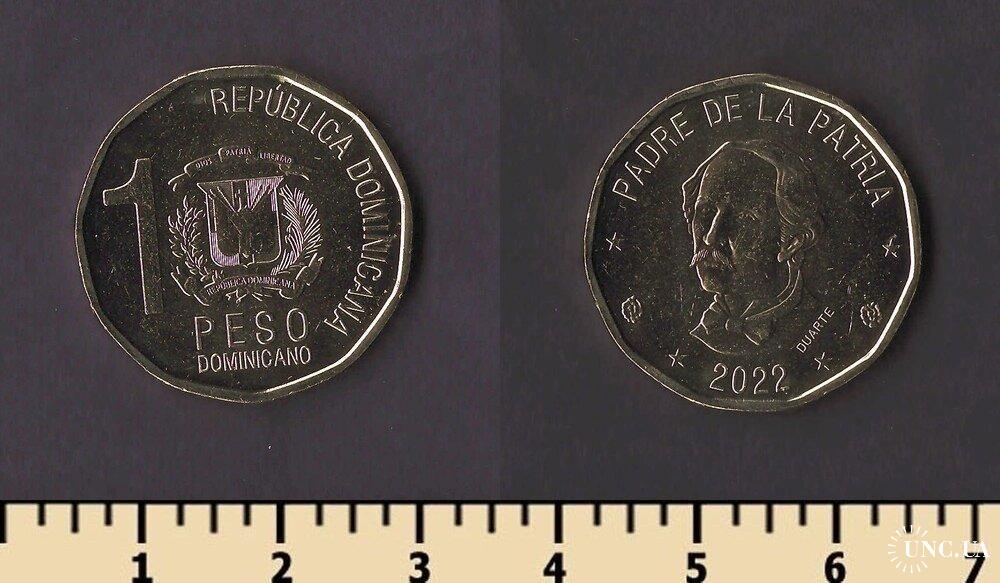 REPÚBLICA DOMINICANA
DIOS PATRIA LIBERTAD
1
REPÚBLICA DOMINICANA
PESO
DOMINICANO
PADRE DE LA PATRIA
DUARTE
2022
1 2 3 4 5 6 7
UNC.UA